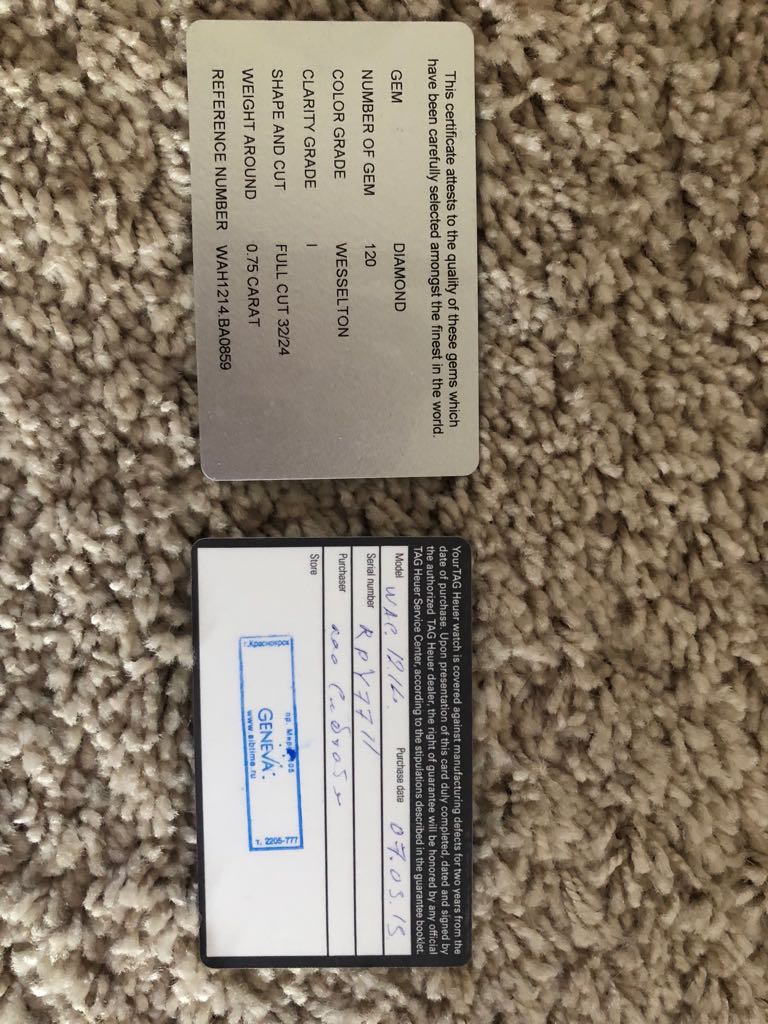 This certificate attests to the quality of these gems which
have been carefully selected amongst the finest in the world.
GEM DIAMOND
NUMBER OF GEM 120
COLOR GRADE WESSELTON
CLARITY GRADE I
SHAPE AND CUT FULL CUT 32/24
WEIGHT AROUND 0.75 CARAT
REFERENCE NUMBER WAH1214.BA0859
Your TAG Heuer watch is covered against manufacturing defects for two years from the
date of purchase. Upon presentation of this card duly completed, dated and signed by
the authorized TAG Heuer dealer, the right of guarantee will be honored by any official
TAG Heuer Service Center, according to the stipulations described in the guarantee booklet.
Model Purchase date 07.03.15
Serial number
Purchaser
Store
г. Красноярск
пр. Мира
GENEVA
www.siblime.ru
т. 2205-777